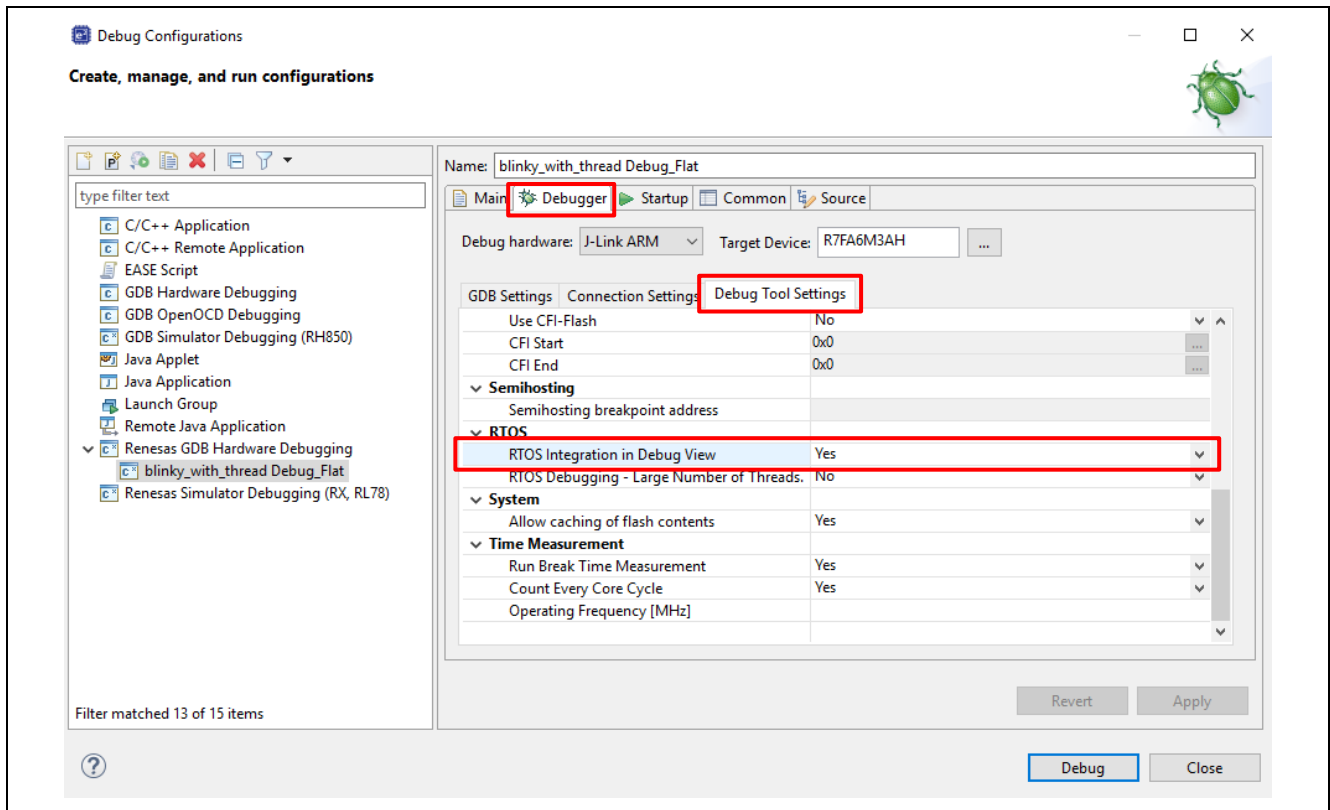 Debug Configurations
Create, manage, and run configurations
type filter text
C/C++ Application
C/C++ Remote Application
EASE Script
GDB Hardware Debugging
GDB OpenOCD Debugging
GDB Simulator Debugging (RH850)
Java Applet
Java Application
Launch Group
Remote Java Application
Renesas GDB Hardware Debugging
blinky_with_thread Debug_Flat
Renesas Simulator Debugging (RX, RL78)
Filter matched 13 of 15 items
Name: blinky_with_thread Debug_Flat
Main Debugger Startup Common Source
Debug hardware: J-Link ARM Target Device: R7FA6M3AH ...
GDB Settings Connection Settings Debug Tool Settings
Use CFI-Flash No
CFI Start 0x0 ...
CFI End 0x0 ...
Semihosting
Semihosting breakpoint address
RTOS
RTOS Integration in Debug View Yes
RTOS Debugging - Large Number of Threads. No
System
Allow caching of flash contents Yes
Time Measurement
Run Break Time Measurement Yes
Count Every Core Cycle Yes
Operating Frequency [MHz]
Revert Apply
? Debug Close